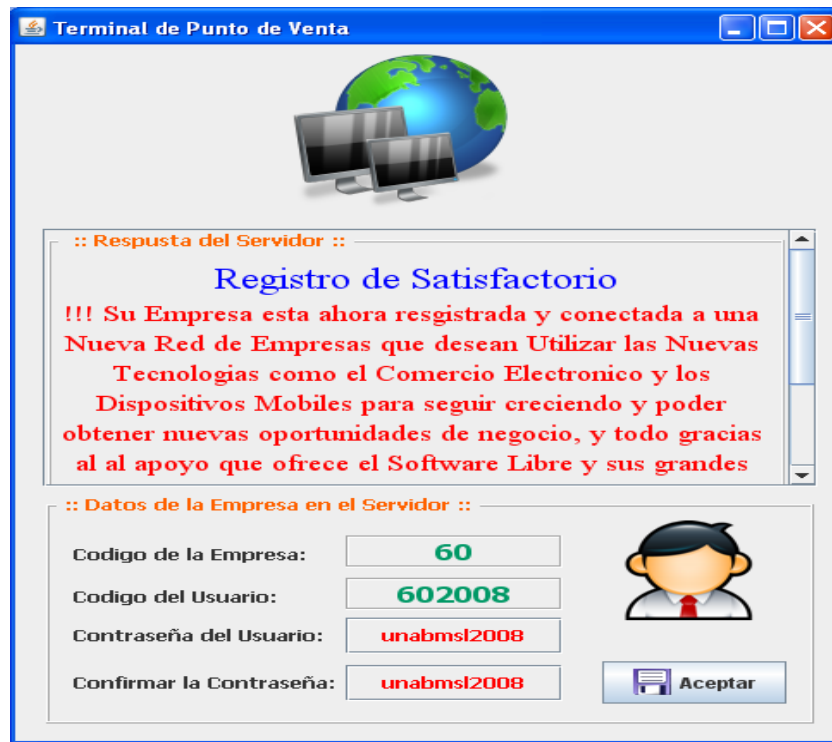 Terminal de Punto de Venta
:: Respusta del Servidor ::
Registro de Satisfactorio
!!! Su Empresa esta ahora resgistrada y conectada a una
Nueva Red de Empresas que desean Utilizar las Nuevas
Tecnologias como el Comercio Electronico y los
Dispositivos Mobiles para seguir creciendo y poder
obtener nuevas oportunidades de negocio, y todo gracias
al al apoyo que ofrece el Software Libre y sus grandes
:: Datos de la Empresa en el Servidor ::
Codigo de la Empresa: 60
Codigo del Usuario: 602008
Contraseña del Usuario: unabmsl2008
Confirmar la Contraseña: unabmsl2008
Aceptar